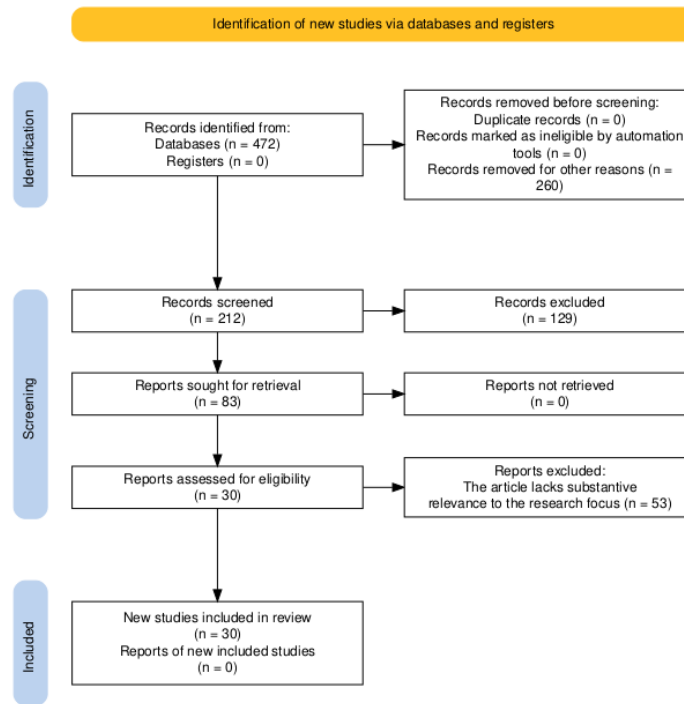 Identification of new studies via databases and registers
Identification
Records identified from:
Databases (n = 472)
Registers (n = 0)
Records removed before screening:
Duplicate records (n = 0)
Records marked as ineligible by automation
tools (n = 0)
Records removed for other reasons (n =
260)
Screening
Records screened
(n = 212)
Records excluded
(n = 129)
Reports sought for retrieval
(n = 83)
Reports not retrieved
(n = 0)
Reports assessed for eligibility
(n = 30)
Reports excluded:
The article lacks substantive
relevance to the research focus (n = 53)
Included
New studies included in review
(n = 30)
Reports of new included studies
(n = 0)